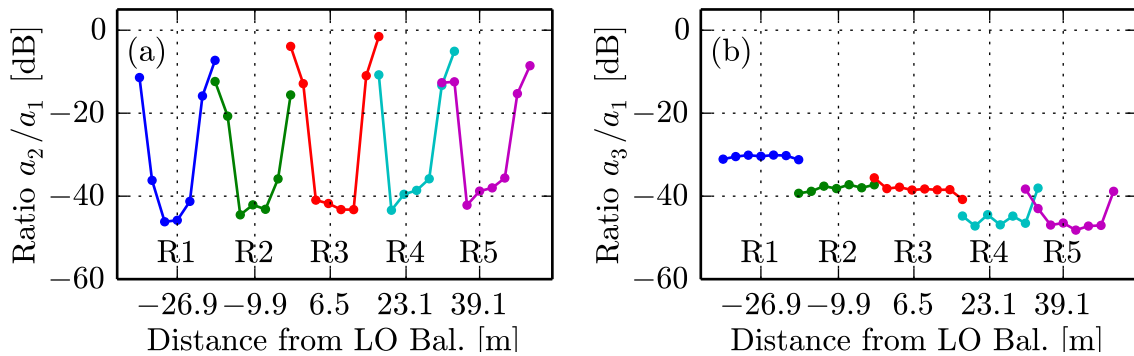 Ratio a2/a1 [dB]
0
−20
−40
−60
(a)
R1 R2 R3 R4 R5
−26.9 −9.9 6.5 23.1 39.1
Distance from LO Bal. [m]
Ratio a3/a1 [dB]
0
−20
−40
−60
(b)
R1 R2 R3 R4 R5
−26.9 −9.9 6.5 23.1 39.1
Distance from LO Bal. [m]